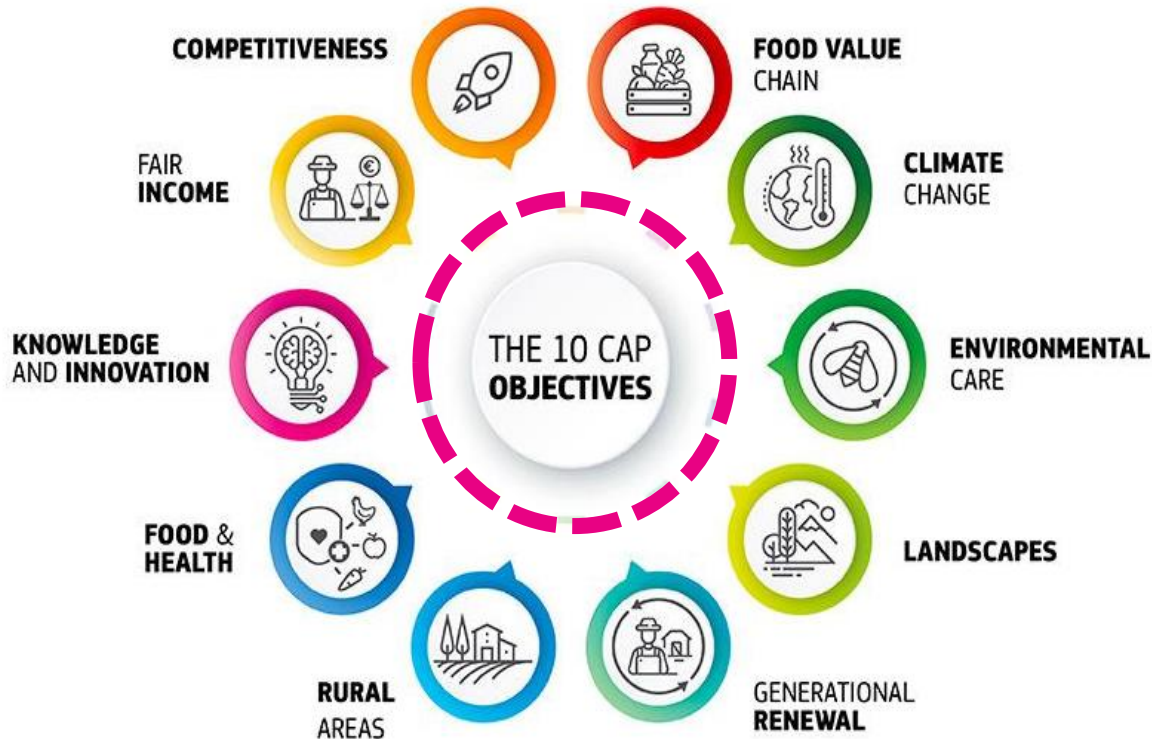 COMPETITIVENESS
FOOD VALUE
CHAIN
FAIR
INCOME
€
CLIMATE
CHANGE
KNOWLEDGE
AND INNOVATION
THE 10 CAP
OBJECTIVES
ENVIRONMENTAL
CARE
FOOD &
HEALTH
LANDSCAPES
RURAL
AREAS
GENERATIONAL
RENEWAL